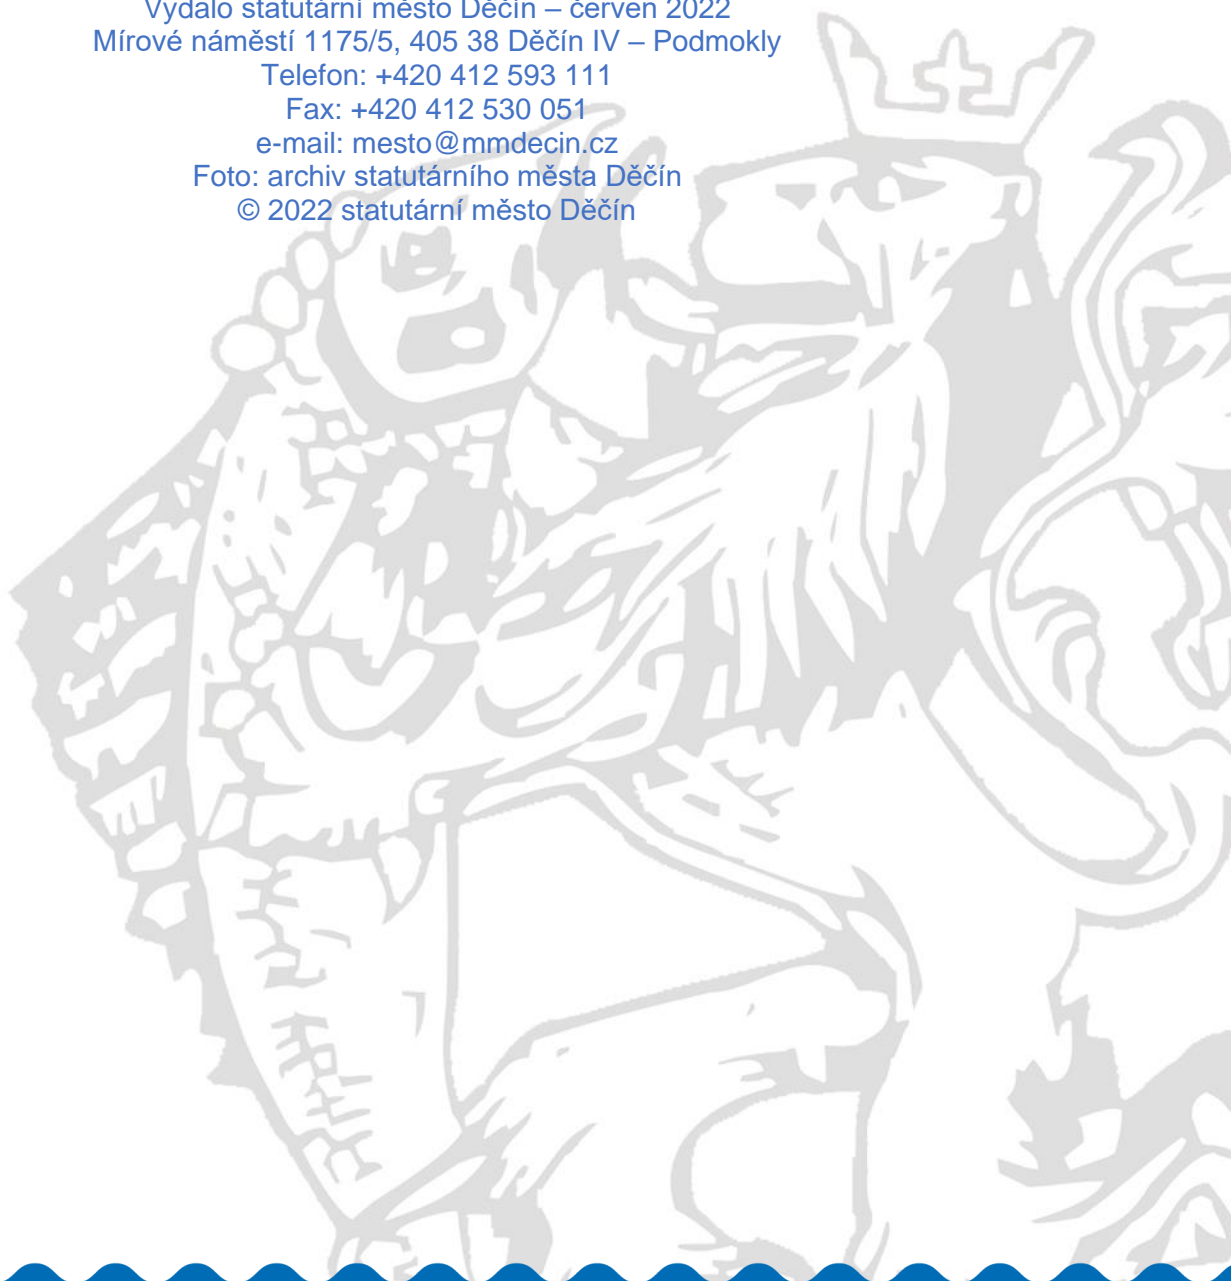 Vydalo statutární město Děčín – červen 2022
Mírové náměstí 1175/5, 405 38 Děčín IV – Podmokly
Telefon: +420 412 593 111
Fax: +420 412 530 051
e-mail: mesto@mmdecin.cz
Foto: archiv statutárního města Děčín
© 2022 statutární město Děčín